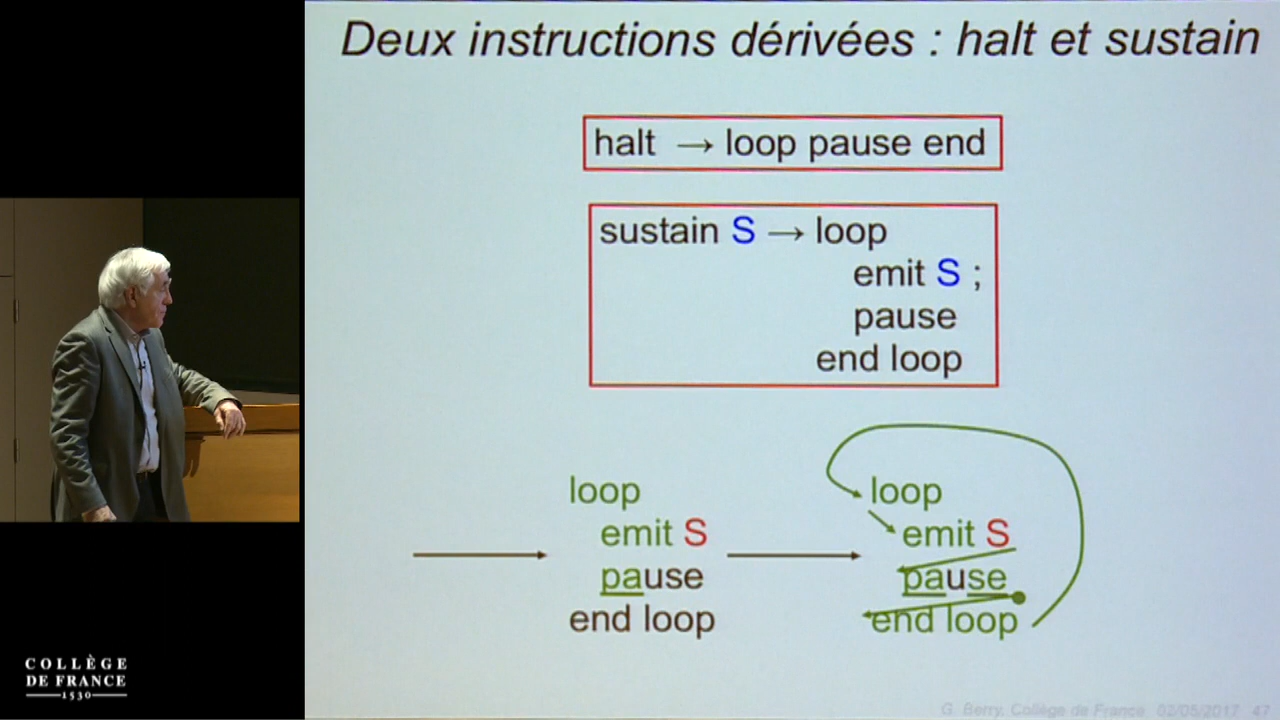 Deux instructions dérivées : halt et sustain
halt → loop pause end
sustain S → loop
emit S ;
pause
end loop
loop
emit S
pause
end loop
loop
emit S
pause
end loop
COLLÈGE
DE FRANCE
1530
G. Berry, Collège de France 02/05/2017 47